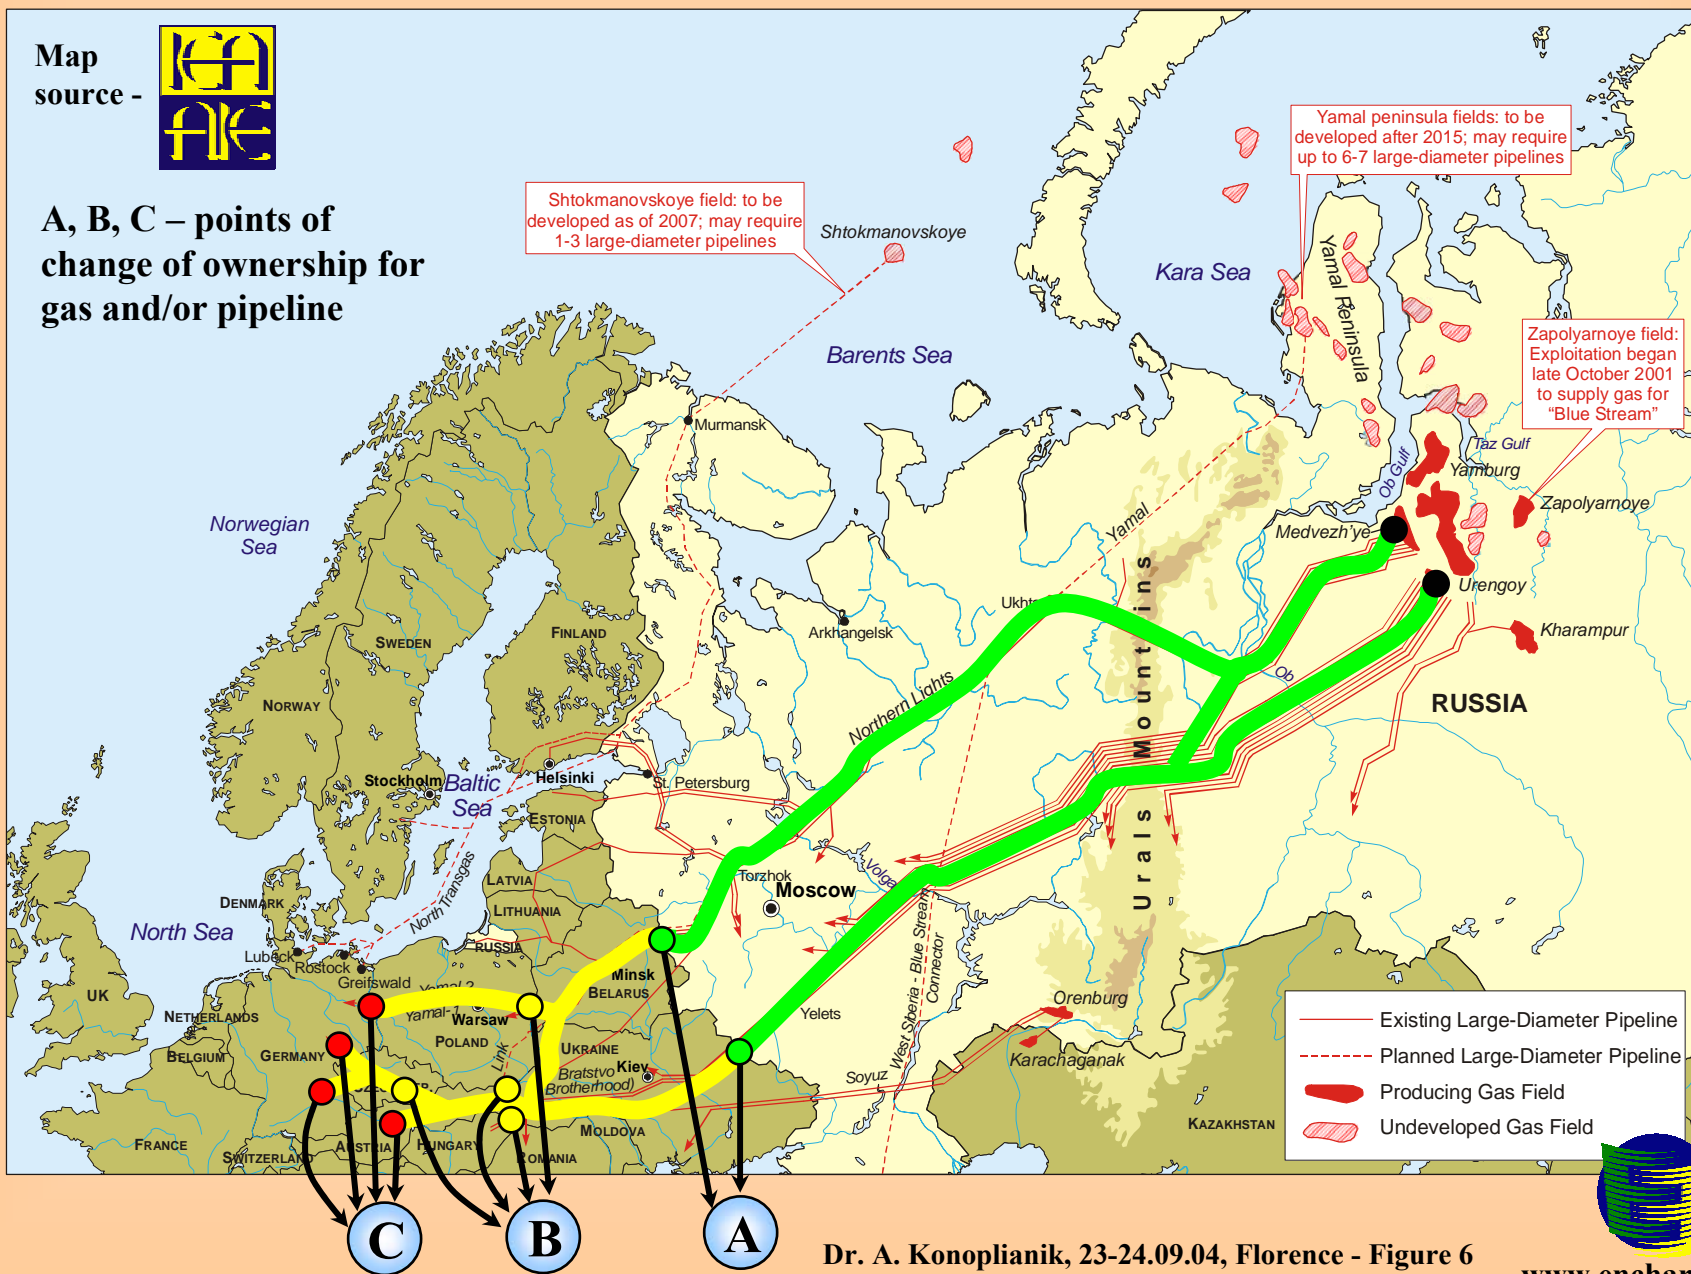 Map
source -
A, B, C – points of
change of ownership for
gas and/or pipeline
Shtokmanovskoye field: to be
developed as of 2007; may require
1-3 large-diameter pipelines
Shtokmanovskoye
Yamal peninsula fields: to be
developed after 2015; may require
up to 6-7 large-diameter pipelines
Kara Sea
Yamal Peninsula
Barents Sea
Zapolyarnoye field:
Exploitation began
late October 2001
to supply gas for
“Blue Stream”
Murmansk
Ob Gulf
Taz Gulf
Yamburg
Zapolyarnoye
Norwegian
Sea
Yamal
Medvezh'ye
Urengoy
Arkhangelsk
Kharampur
SWEDEN
FINLAND
NORWAY
Northern Lights
Ob
RUSSIA
Urals Mountains
Stockholm
Baltic
Sea
Helsinki
St. Petersburg
ESTONIA
North Transgas
LATVIA
LITHUANIA
RUSSIA
Torzhok
Moscow
Volga
DENMARK
North Sea
Lubeck
Rostock
Greifswald
Minsk
BELARUS
West Siberia - Blue Stream
Connector
UK
NETHERLANDS
BELGIUM
GERMANY
Yamal-2
Yamal-1
Warsaw
POLAND
Link
UKRAINE
Kiev
Bratstvo
Brotherhood)
Yelets
Soyuz
Orenburg
Karachaganak
KAZAKHSTAN
FRANCE
SWITZERLAND
AUSTRIA
HUNGARY
ROMANIA
MOLDOVA
Existing Large-Diameter Pipeline
Planned Large-Diameter Pipeline
Producing Gas Field
Undeveloped Gas Field
C
B
A
Dr. A. Konoplianik, 23-24.09.04, Florence - Figure 6